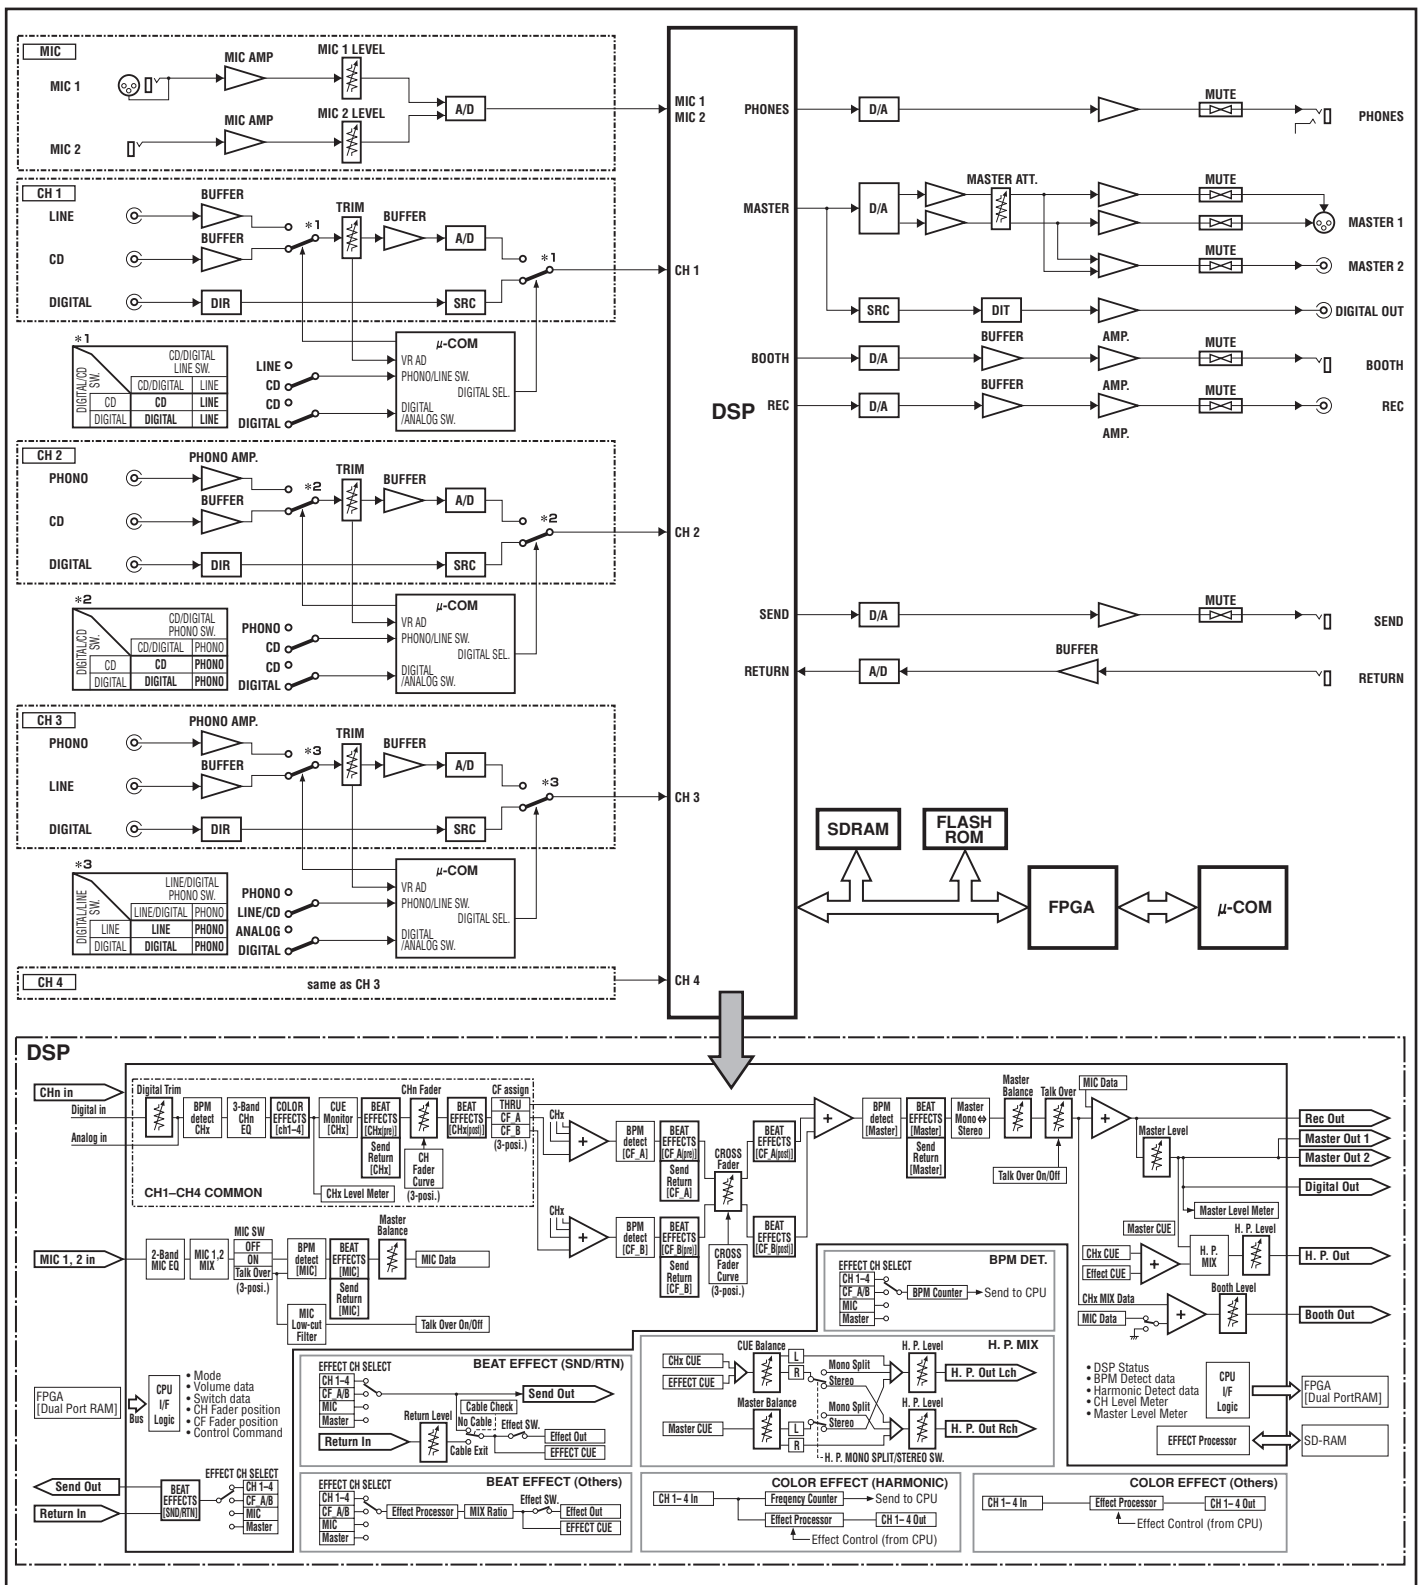 MIC
MIC 1
MIC AMP
MIC 1 LEVEL
MIC 2
MIC AMP
MIC 2 LEVEL
A/D
MIC 1
MIC 2
CH 1
LINE
BUFFER
CD
BUFFER
*1
TRIM
BUFFER
A/D
*1
CH 1
DIGITAL
DIR
SRC
*1
DIGITAL/CD
SW.
CD/DIGITAL
LINE SW.
CD/DIGITAL LINE
CD CD LINE
DIGITAL DIGITAL LINE
LINE
CD
CD
DIGITAL
μ-COM
VR AD
PHONO/LINE SW.
DIGITAL SEL.
DIGITAL
/ANALOG SW.
CH 2
PHONO
PHONO AMP.
CD
BUFFER
*2
TRIM
BUFFER
A/D
*2
CH 2
DIGITAL
DIR
SRC
*2
DIGITAL/CD
SW.
CD/DIGITAL
PHONO SW.
CD/DIGITAL PHONO
CD CD PHONO
DIGITAL DIGITAL PHONO
PHONO
CD
CD
DIGITAL
μ-COM
VR AD
PHONO/LINE SW.
DIGITAL SEL.
DIGITAL
/ANALOG SW.
CH 3
PHONO
PHONO AMP.
LINE
BUFFER
*3
TRIM
BUFFER
A/D
*3
CH 3
DIGITAL
DIR
SRC
*3
DIGITAL/LINE
SW.
LINE/DIGITAL
PHONO SW.
LINE/DIGITAL PHONO
LINE LINE PHONO
DIGITAL DIGITAL PHONO
PHONO
LINE/CD
ANALOG
DIGITAL
μ-COM
VR AD
PHONO/LINE SW.
DIGITAL SEL.
DIGITAL
/ANALOG SW.
CH 4
same as CH 3
CH 4
DSP
PHONES
D/A
MUTE
PHONES
MASTER
D/A
MASTER ATT.
MUTE
MASTER 1
MUTE
MASTER 2
SRC
DIT
DIGITAL OUT
BOOTH
D/A
BUFFER
AMP.
MUTE
BOOTH
REC
D/A
BUFFER
AMP.
MUTE
REC
AMP.
SEND
D/A
MUTE
SEND
RETURN
A/D
BUFFER
RETURN
SDRAM
FLASH
ROM
FPGA
μ-COM
DSP
CHn in
Digital in
Analog in
Digital Trim
BPM
detect
CHx
3-Band
CHn
EQ
COLOR
EFFECTS
[ch1-4]
CUE
Monitor
[CHx]
BEAT
EFFECTS
[CHx(pre)]
Send
Return
[CHx]
CHn Fader
CH
Fader
Curve
(3-posi.)
BEAT
EFFECTS
[CHx(post)]
CF assign
THRU
CF_A
CF_B
(3-posi.)
CHx Level Meter
CH1–CH4 COMMON
CHx
+
BPM
detect
[CF_A]
BEAT
EFFECTS
[CF_A(pre)]
Send
Return
[CF_A]
CROSS
Fader
BEAT
EFFECTS
[CF_A(post)]
CHx
+
BPM
detect
[CF_B]
BEAT
EFFECTS
[CF_B(pre)]
Send
Return
[CF_B]
CROSS
Fader
Curve
(3-posi.)
BEAT
EFFECTS
[CF_B(post)]
+
BPM
detect
[Master]
BEAT
EFFECTS
[Master]
Send
Return
[Master]
Master
Mono⇔
Stereo
Master
Balance
Talk Over
Talk Over On/Off
MIC Data
+
Master Level
Rec Out
Master Out 1
Master Out 2
Digital Out
Master Level Meter
Master CUE
CHx CUE
Effect CUE
+
H. P.
MIX
H. P. Level
H. P. Out
CHx MIX Data
MIC Data
+
Booth Level
Booth Out
MIC 1, 2 in
2-Band
MIC EQ
MIC 1,2
MIX
MIC SW
OFF
ON
Talk Over
(3-posi.)
BPM
detect
[MIC]
BEAT
EFFECTS
[MIC]
Send
Return
[MIC]
Master
Balance
MIC Data
MIC
Low-cut
Filter
Talk Over On/Off
BPM DET.
EFFECT CH SELECT
CH 1–4
CF_A/B
MIC
Master
BPM Counter
Send to CPU
FPGA
[Dual Port RAM]
Bus
CPU
I/F
Logic
• Mode
• Volume data
• Switch data
• CH Fader position
• CF Fader position
• Control Command
Send Out
Return In
BEAT
EFFECTS
[SND/RTN]
EFFECT CH SELECT
CH 1–4
CF_A/B
MIC
Master
BEAT EFFECT (SND/RTN)
EFFECT CH SELECT
CH 1–4
CF_A/B
MIC
Master
Send Out
Cable Check
Return In
Return Level
No Cable
Cable Exit
Effect SW.
Effect Out
EFFECT CUE
BEAT EFFECT (Others)
EFFECT CH SELECT
CH 1–4
CF_A/B
MIC
Master
Effect Processor
MIX Ratio
Effect SW.
Effect Out
EFFECT CUE
H. P. MIX
CHx CUE
EFFECT CUE
CUE Balance
L
R
Mono Split
Stereo
H. P. Level
H. P. Out Lch
Master CUE
Master Balance
L
R
Mono Split
Stereo
H. P. Level
H. P. Out Rch
H. P. MONO SPLIT/STEREO SW.
COLOR EFFECT (HARMONIC)
CH 1– 4 In
Freqency Counter
Send to CPU
Effect Processor
CH 1– 4 Out
Effect Control (from CPU)
COLOR EFFECT (Others)
CH 1– 4 In
Effect Processor
CH 1– 4 Out
Effect Control (from CPU)
• DSP Status
• BPM Detect data
• Harmonic Detect data
• CH Level Meter
• Master Level Meter
CPU
I/F
Logic
FPGA
[Dual PortRAM]
EFFECT Processor
SD-RAM